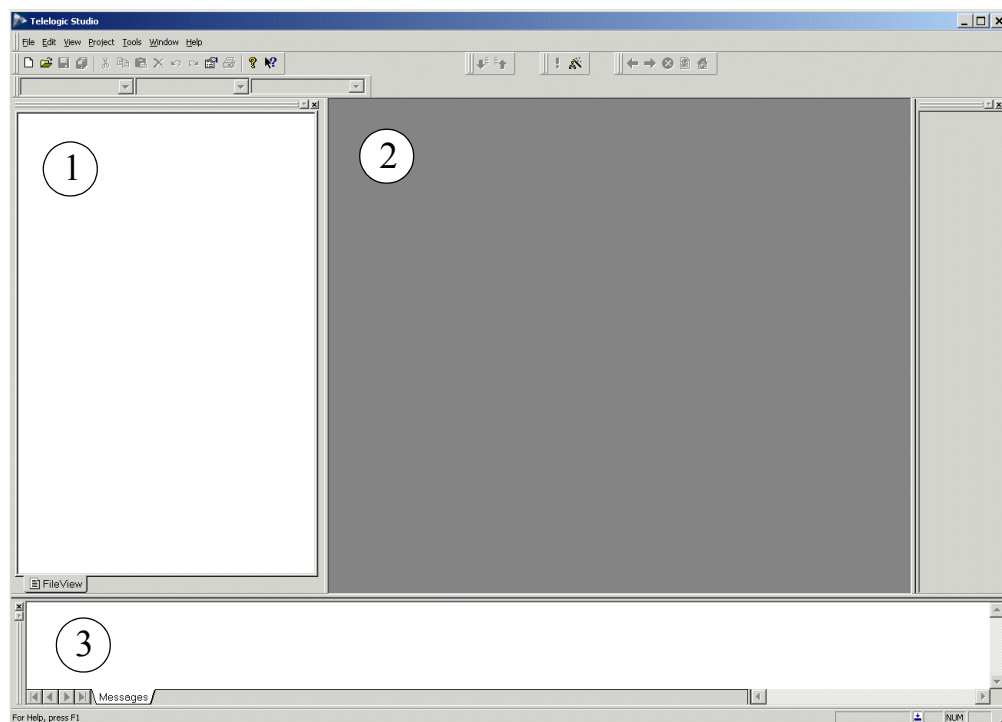 Telelogic Studio
File Edit View Project Tools Window Help
1
2
FileView
3
Messages
For Help, press F1
NUM